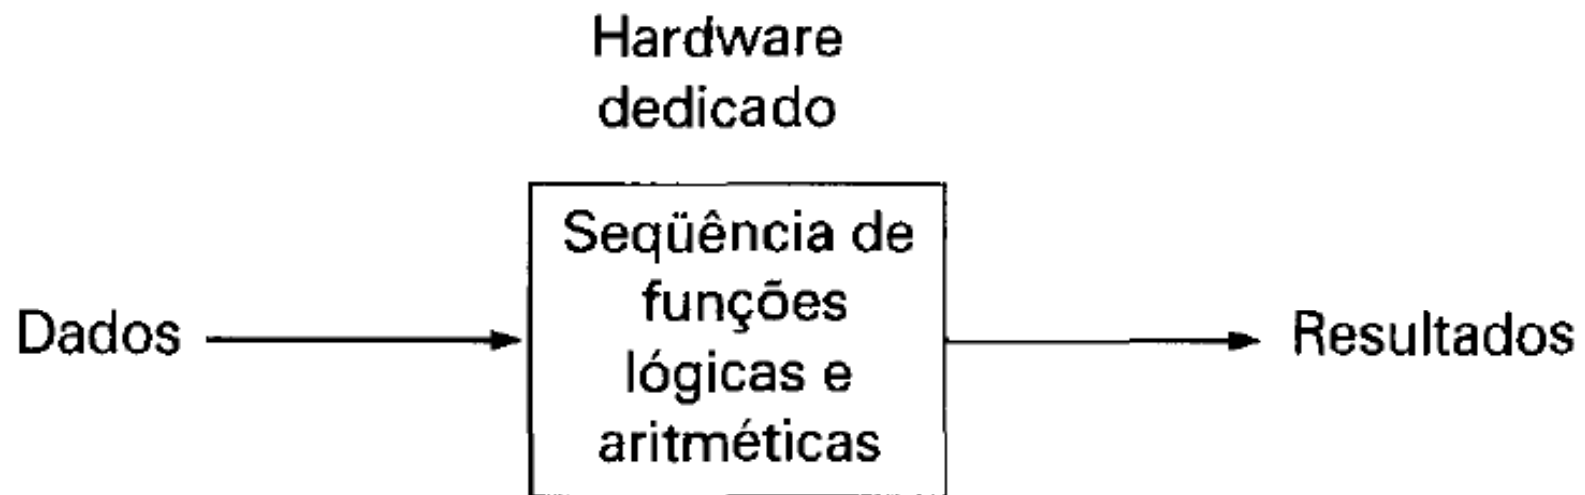 Hardware
dedicado
Dados
Seqüência de
funções
lógicas e
aritméticas
Resultados